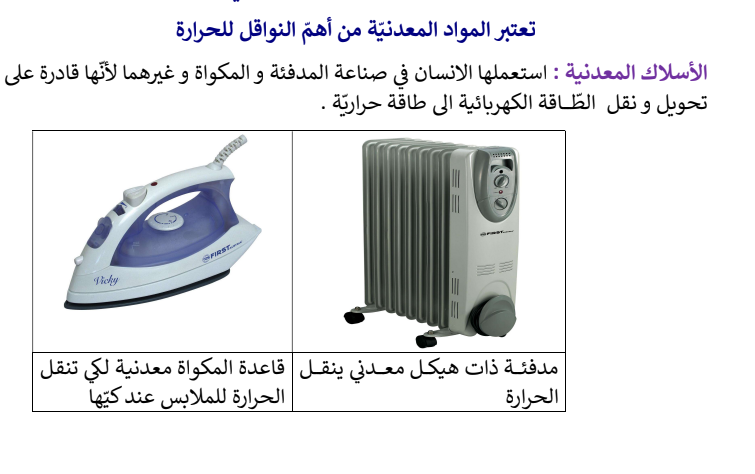 تعتبر المواد المعدنيّة من أهمّ النواقل للحرارة
الأسلاك المعدنية : استعملها الانسان في صناعة المدفئة و المكواة و غيرهما لأنّها قادرة على
تحويل و نقل الطّاقة الكهربائية الى طاقة حراريّة .
FIRST
Vichy
FIRST
مدفئة ذات هيكل معدني ينقل
الحرارة
قاعدة المكواة معدنية لكي تنقل
الحرارة للملابس عند كيّها